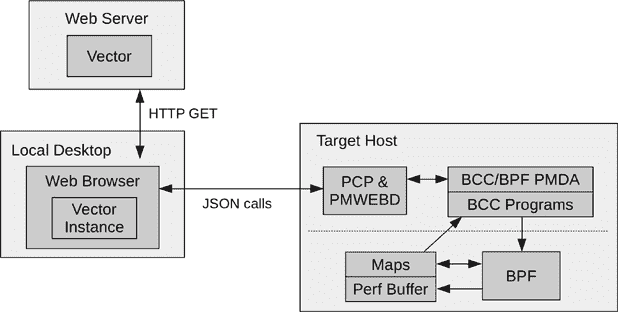 Web Server
Vector
HTTP GET
Local Desktop
Web Browser
Vector
Instance
JSON calls
Target Host
PCP &
PMWEBD
BCC/BPF PMDA
BCC Programs
Maps
Perf Buffer
BPF